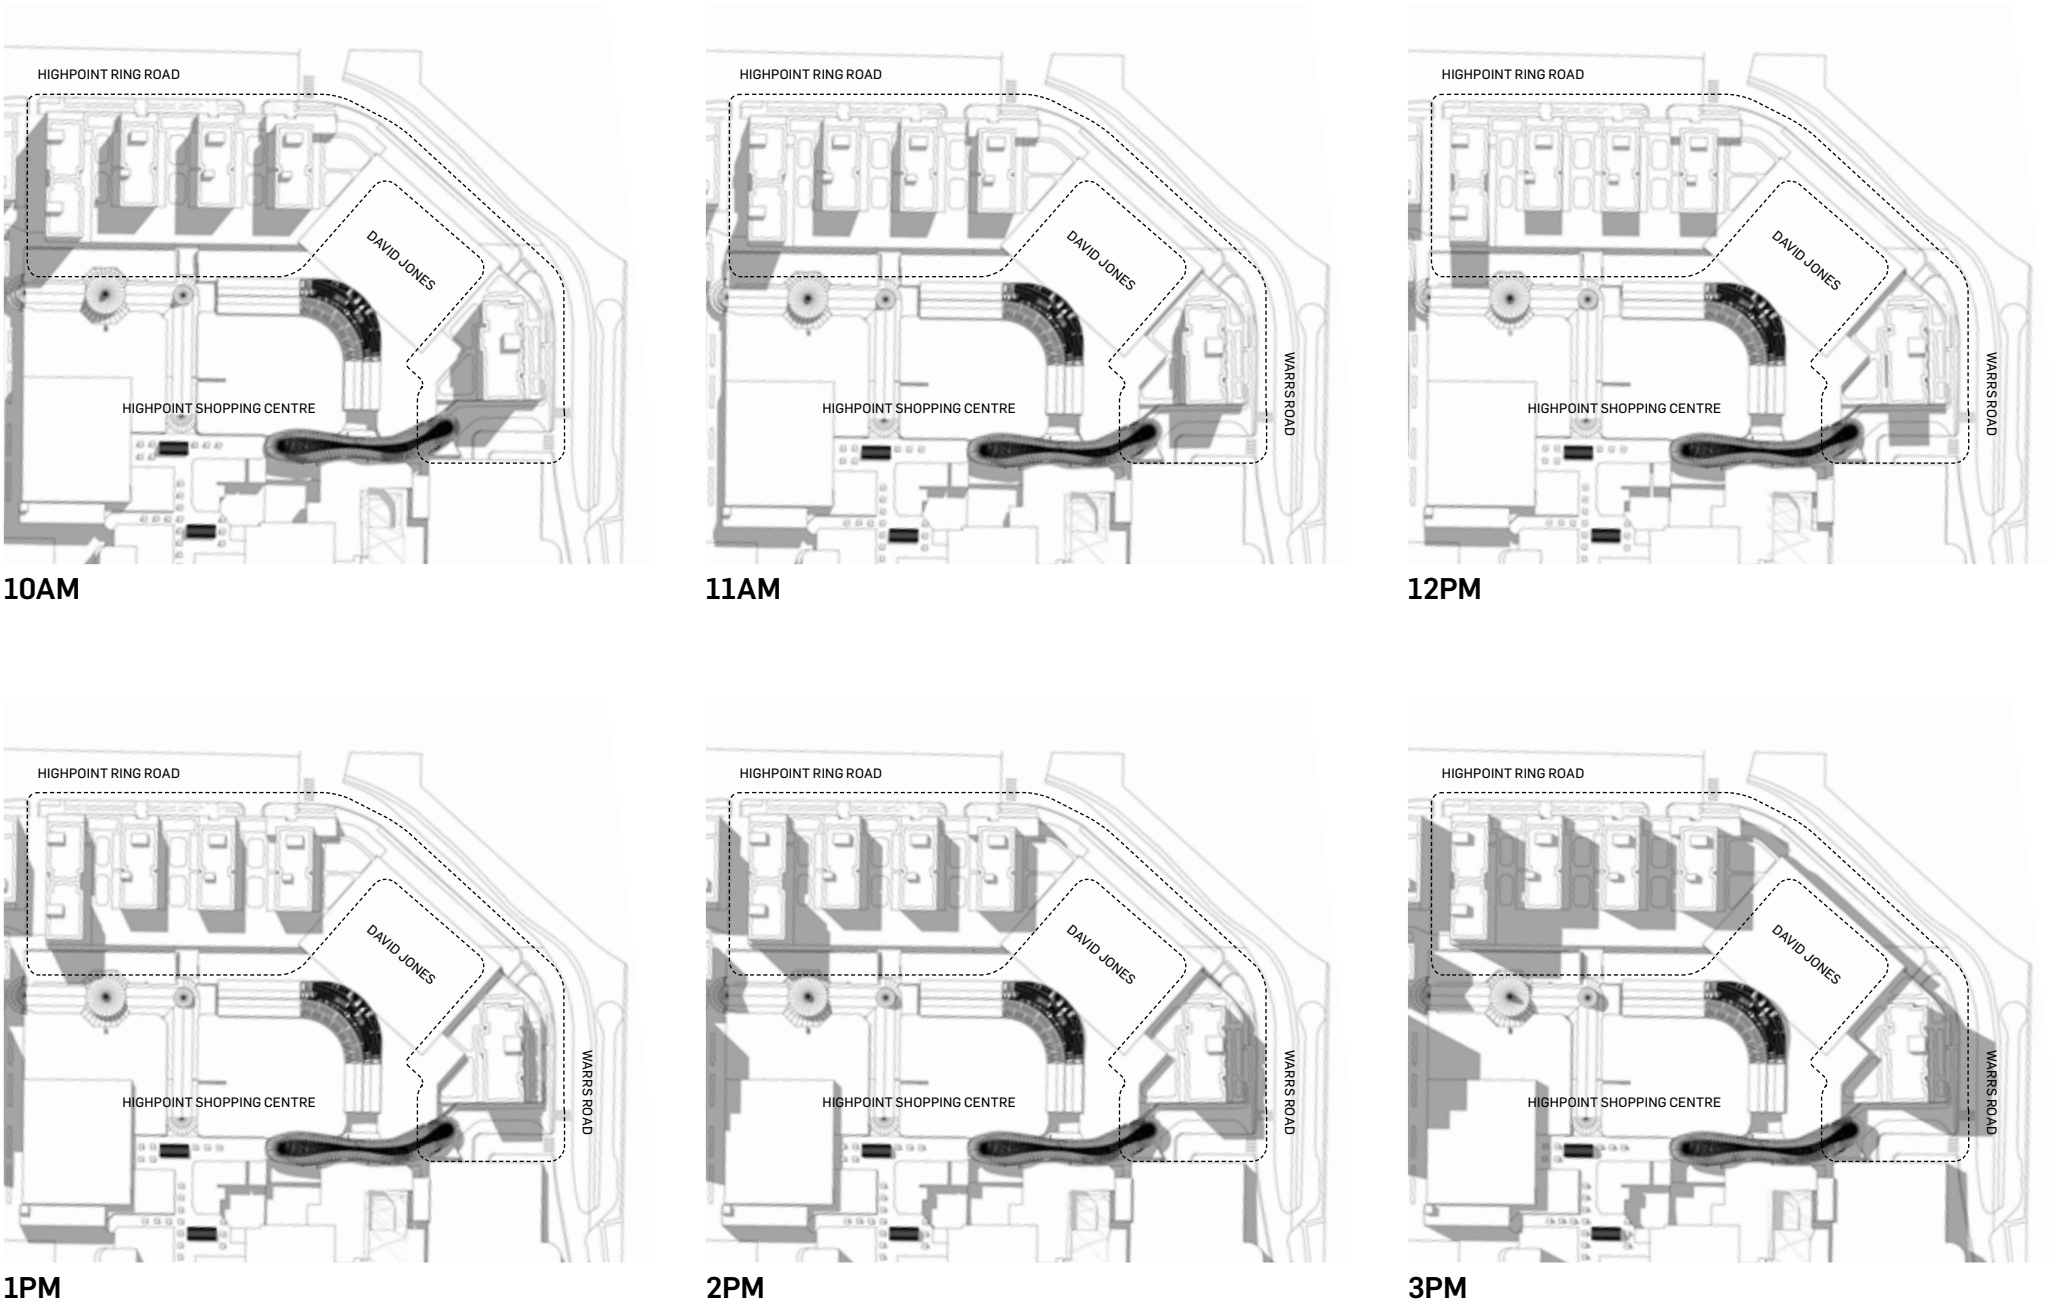 HIGHPOINT RING ROAD
DAVID JONES
HIGHPOINT SHOPPING CENTRE
10AM
HIGHPOINT RING ROAD
DAVID JONES
WARRS ROAD
HIGHPOINT SHOPPING CENTRE
11AM
HIGHPOINT RING ROAD
DAVID JONES
WARRS ROAD
HIGHPOINT SHOPPING CENTRE
12PM
HIGHPOINT RING ROAD
DAVID JONES
WARRS ROAD
HIGHPOINT SHOPPING CENTRE
1PM
HIGHPOINT RING ROAD
DAVID JONES
WARRS ROAD
HIGHPOINT SHOPPING CENTRE
2PM
HIGHPOINT RING ROAD
DAVID JONES
WARRS ROAD
HIGHPOINT SHOPPING CENTRE
3PM